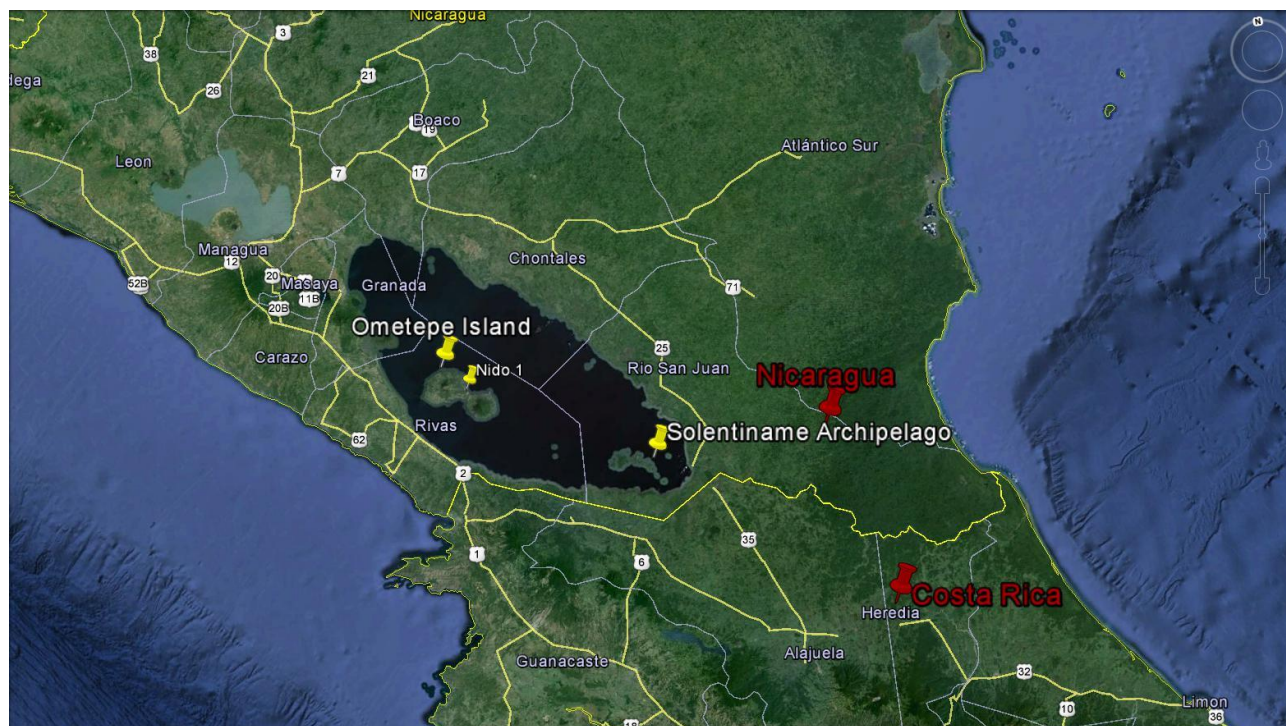 Nicaragua
3
38
21
dega
26
Boaco
19
Atlántico Sur
Leon
7
17
Managua
12
Chontales
20
Masaya
52B
11B
Granada
71
20B
Ometepe Island
Carazo
25
Rio San Juan
Nido 1
Nicaragua
Rivas
62
Solentiname Archipelago
2
1
35
6
Costa Rica
Heredia
Alajuela
Guanacaste
32
Limon
10
36
18
N